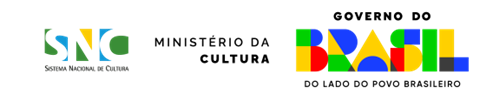 SNC
SISTEMA NACIONAL DE CULTURA
MINISTÉRIO DA
CULTURA
GOVERNO DO
BRASIL
DO LADO DO POVO BRASILEIRO